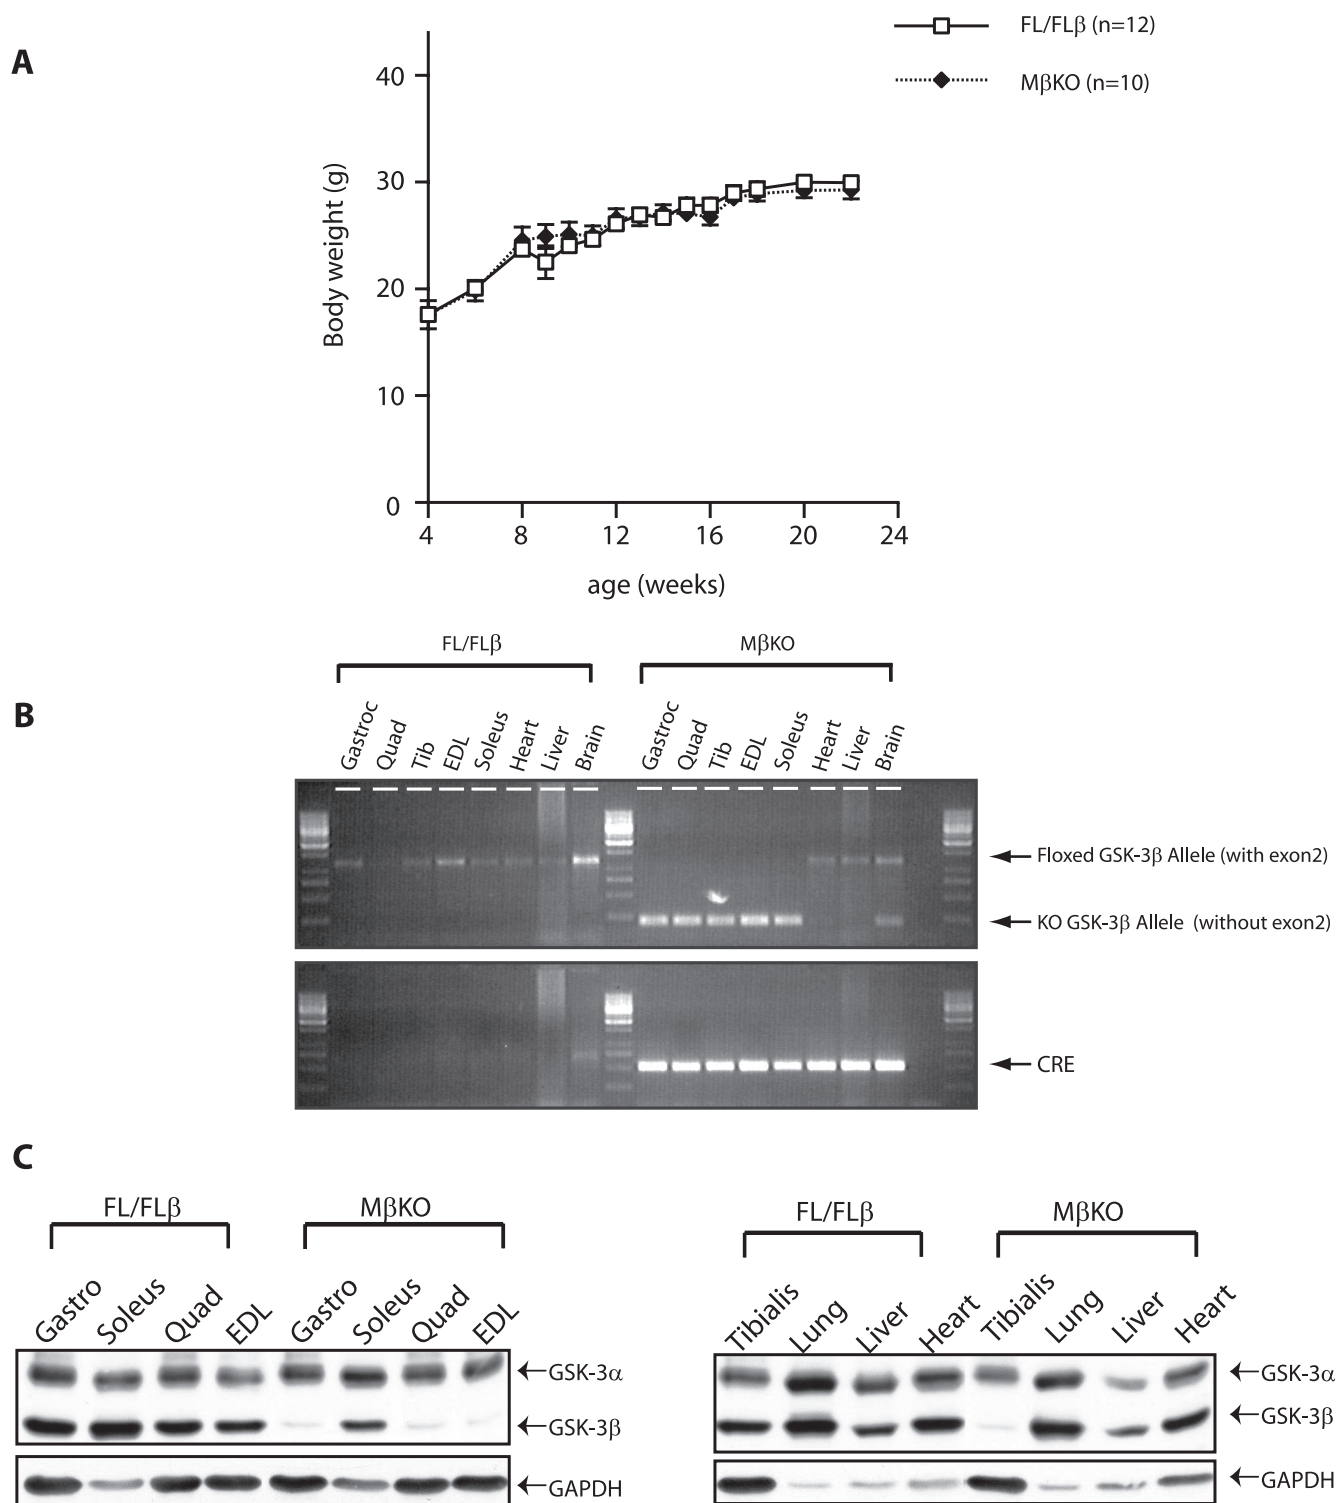 A
FL/FLβ (n=12)
MβKO (n=10)
Body weight (g)
40
30
20
10
0
4 8 12 16 20 24
age (weeks)
B
FL/FLβ MβKO
Gastroc Quad Tib EDL Soleus Heart Liver Brain Gastroc Quad Tib EDL Soleus Heart Liver Brain
Floxed GSK-3β Allele (with exon2)
KO GSK-3β Allele (without exon2)
CRE
C
FL/FLβ MβKO
Gastro Soleus Quad EDL Gastro Soleus Quad EDL
GSK-3α
GSK-3β
GAPDH
FL/FLβ MβKO
Tibialis Lung Liver Heart Tibialis Lung Liver Heart
GSK-3α
GSK-3β
GAPDH